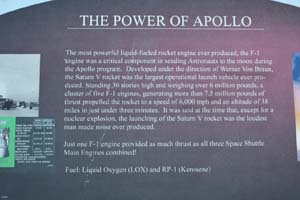 THE POWER OF APOLLO
The most powerful liquid-fueled rocket engine ever produced, the F-1
engine was a critical component in sending Astronauts to the moon during
the Apollo program. Developed under the direction of Werner Von Braun,
the Saturn V rocket was the largest operational launch vehicle ever pro-
duced. Standing 36 stories high and weighing over 6 million pounds, a
cluster of five F-1 engines, generating more than 7.5 million pounds of
thrust propelled the rocket to a speed of 6,000 mph and an altitude of 38
miles in just under three minutes. It was said at the time that, except for a
nuclear explosion, the launching of the Saturn V rocket was the loudest
man made noise ever produced.
Just one F-1 engine provided as much thrust as all three Space Shuttle
Main Engines combined!
Fuel: Liquid Oxygen (LOX) and RP-1 (Kerosene)